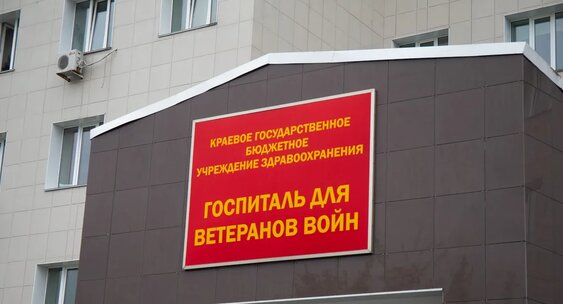 КРАЕВОЕ ГОСУДАРСТВЕННОЕ
БЮДЖЕТНОЕ
УЧРЕЖДЕНИЕ ЗДРАВООХРАНЕНИЯ
ГОСПИТАЛЬ ДЛЯ
ВЕТЕРАНОВ ВОЙН